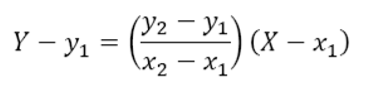 Y − y₁ = ((y₂ − y₁)/(x₂ − x₁)) (X − x₁)